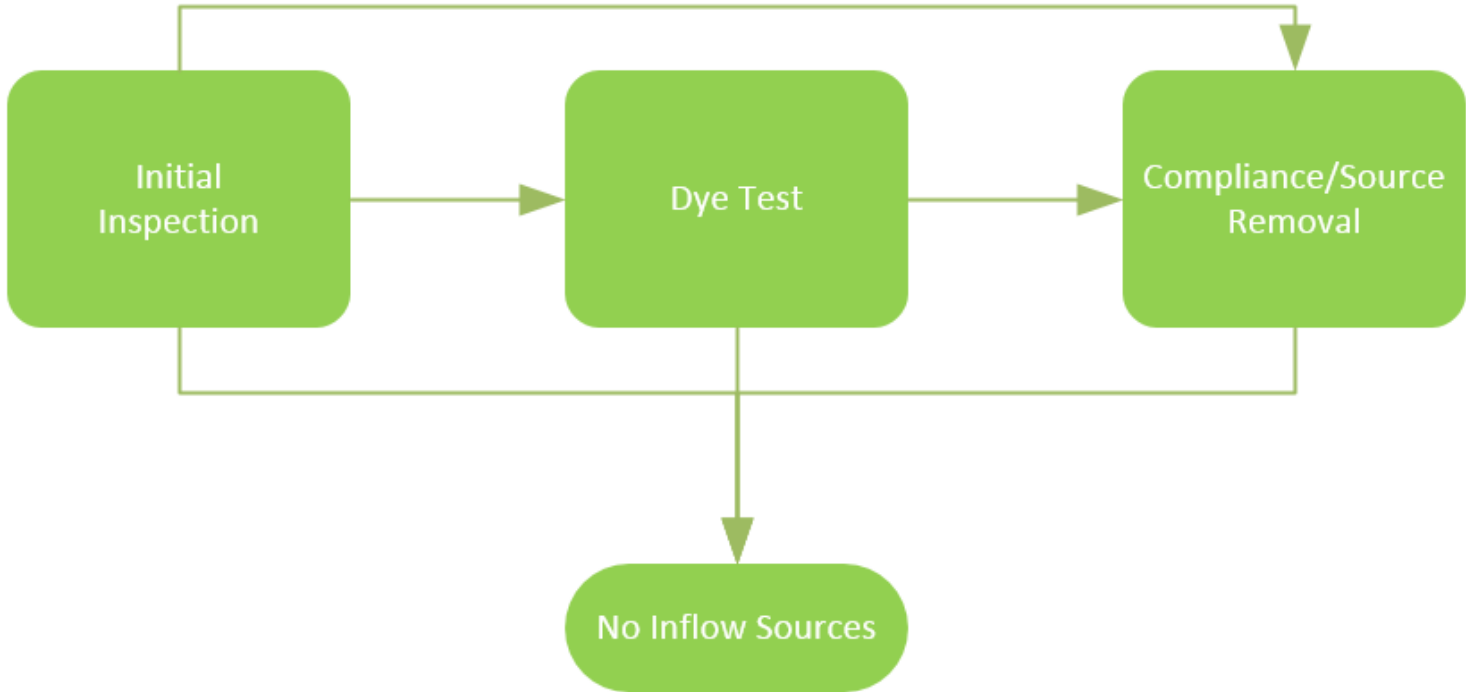 Initial
Inspection
Dye Test
Compliance/Source
Removal
No Inflow Sources